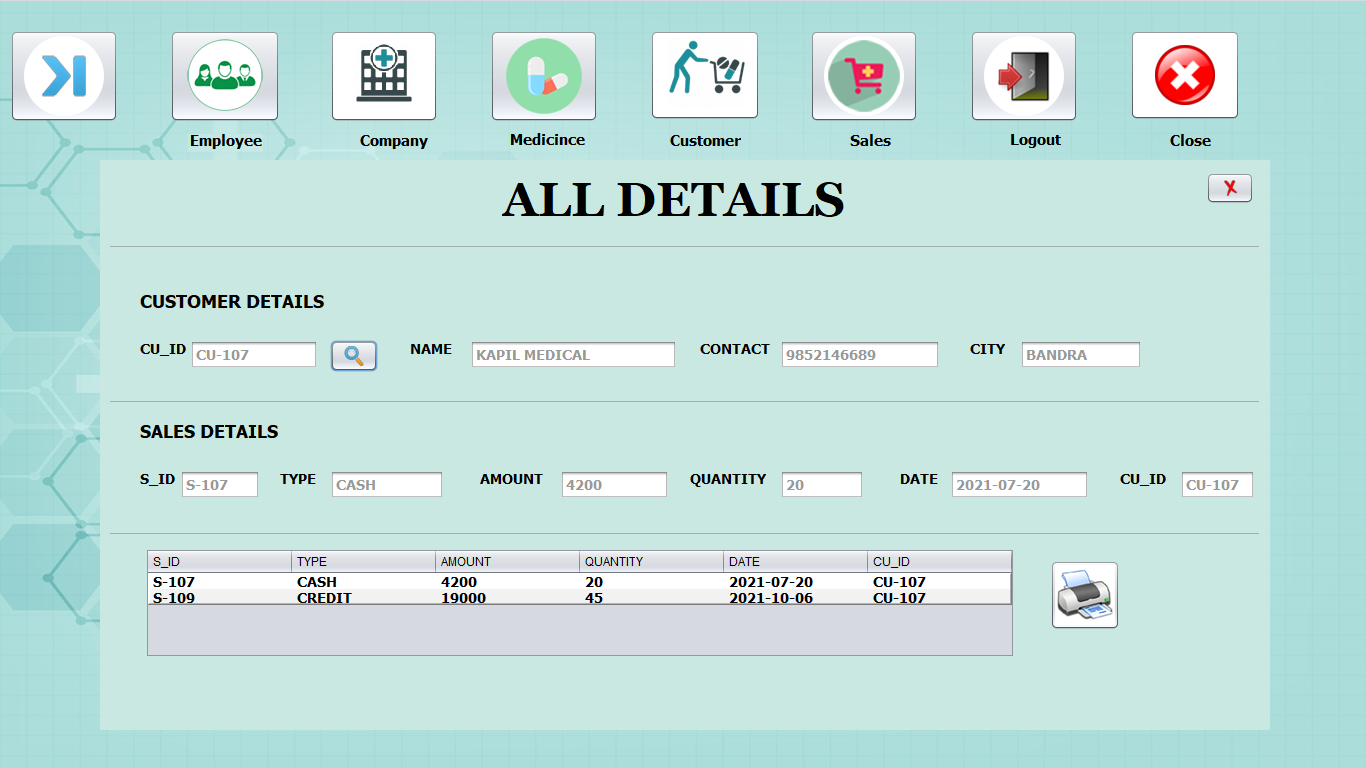 Employee Company Medicince Customer Sales Logout Close
ALL DETAILS
X
CUSTOMER DETAILS
CU_ID CU-107 NAME KAPIL MEDICAL CONTACT 9852146689 CITY BANDRA
SALES DETAILS
S_ID S-107 TYPE CASH AMOUNT 4200 QUANTITY 20 DATE 2021-07-20 CU_ID CU-107
S_ID TYPE AMOUNT QUANTITY DATE CU_ID
S-107 CASH 4200 20 2021-07-20 CU-107
S-109 CREDIT 19000 45 2021-10-06 CU-107